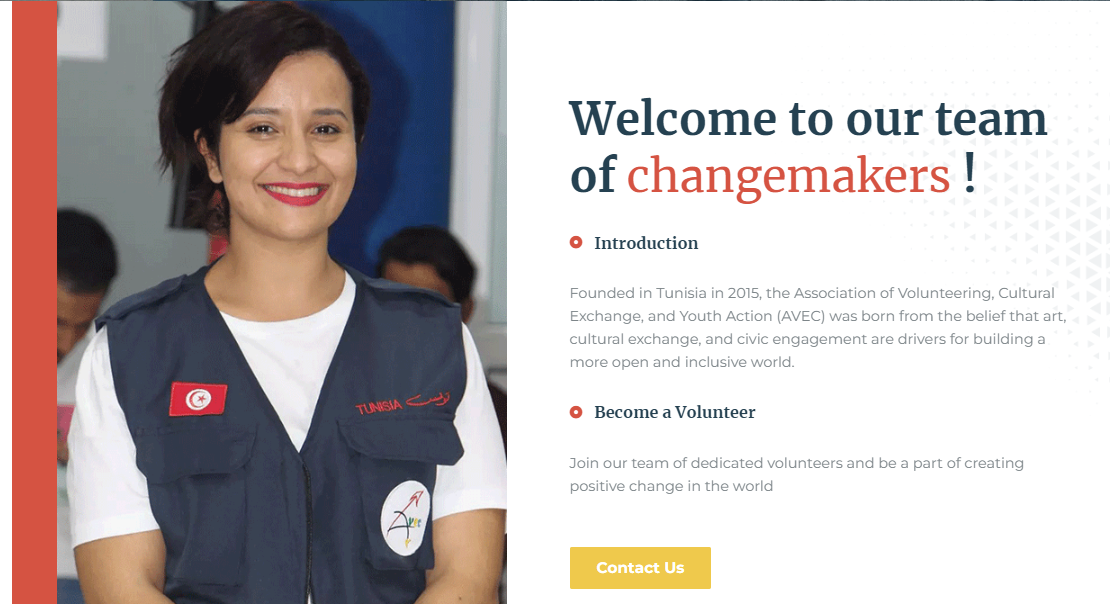 Welcome to our team
of changemakers !
Introduction
Founded in Tunisia in 2015, the Association of Volunteering, Cultural
Exchange, and Youth Action (AVEC) was born from the belief that art,
cultural exchange, and civic engagement are drivers for building a
more open and inclusive world.
Become a Volunteer
Join our team of dedicated volunteers and be a part of creating
positive change in the world
Contact Us
TUNISIA تونس
Avec